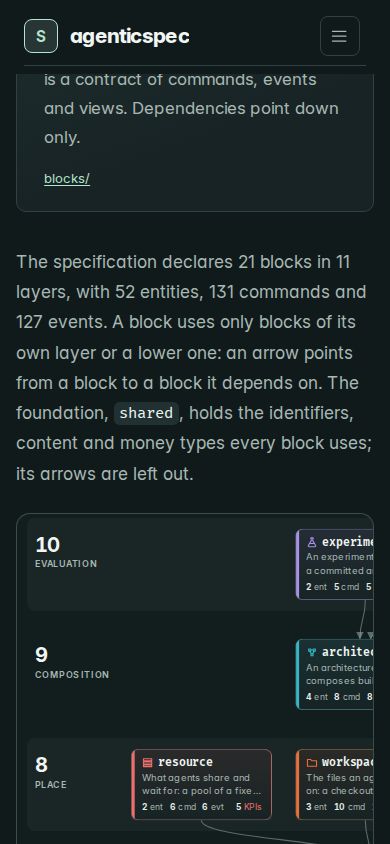 S agenticspec
is a contract of commands, events
and views. Dependencies point down
only.
blocks/
The specification declares 21 blocks in 11
layers, with 52 entities, 131 commands and
127 events. A block uses only blocks of its
own layer or a lower one: an arrow points
from a block to a block it depends on. The
foundation, shared, holds the identifiers,
content and money types every block uses;
its arrows are left out.
10
EVALUATION
experime
An experiment
a committed a
2 ent 5 cmd 5
9
COMPOSITION
architec
An architecture
composes buil
4 ent 8 cmd 8
8
PLACE
resource
What agents share and
wait for: a pool of a fixe...
2 ent 6 cmd 6 evt 5 KPIs
workspac
The files an ag
on: a checkout
3 ent 10 cmd